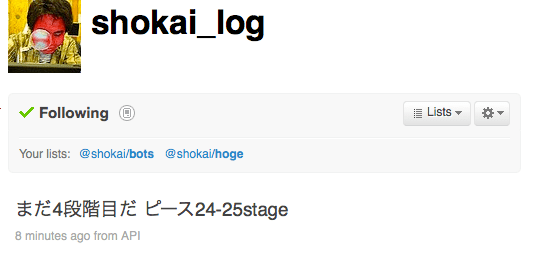 shokai_log
Following
Lists
Your lists: @shokai/bots @shokai/hoge
まだ4段階目だ ピース24-25stage
8 minutes ago from API